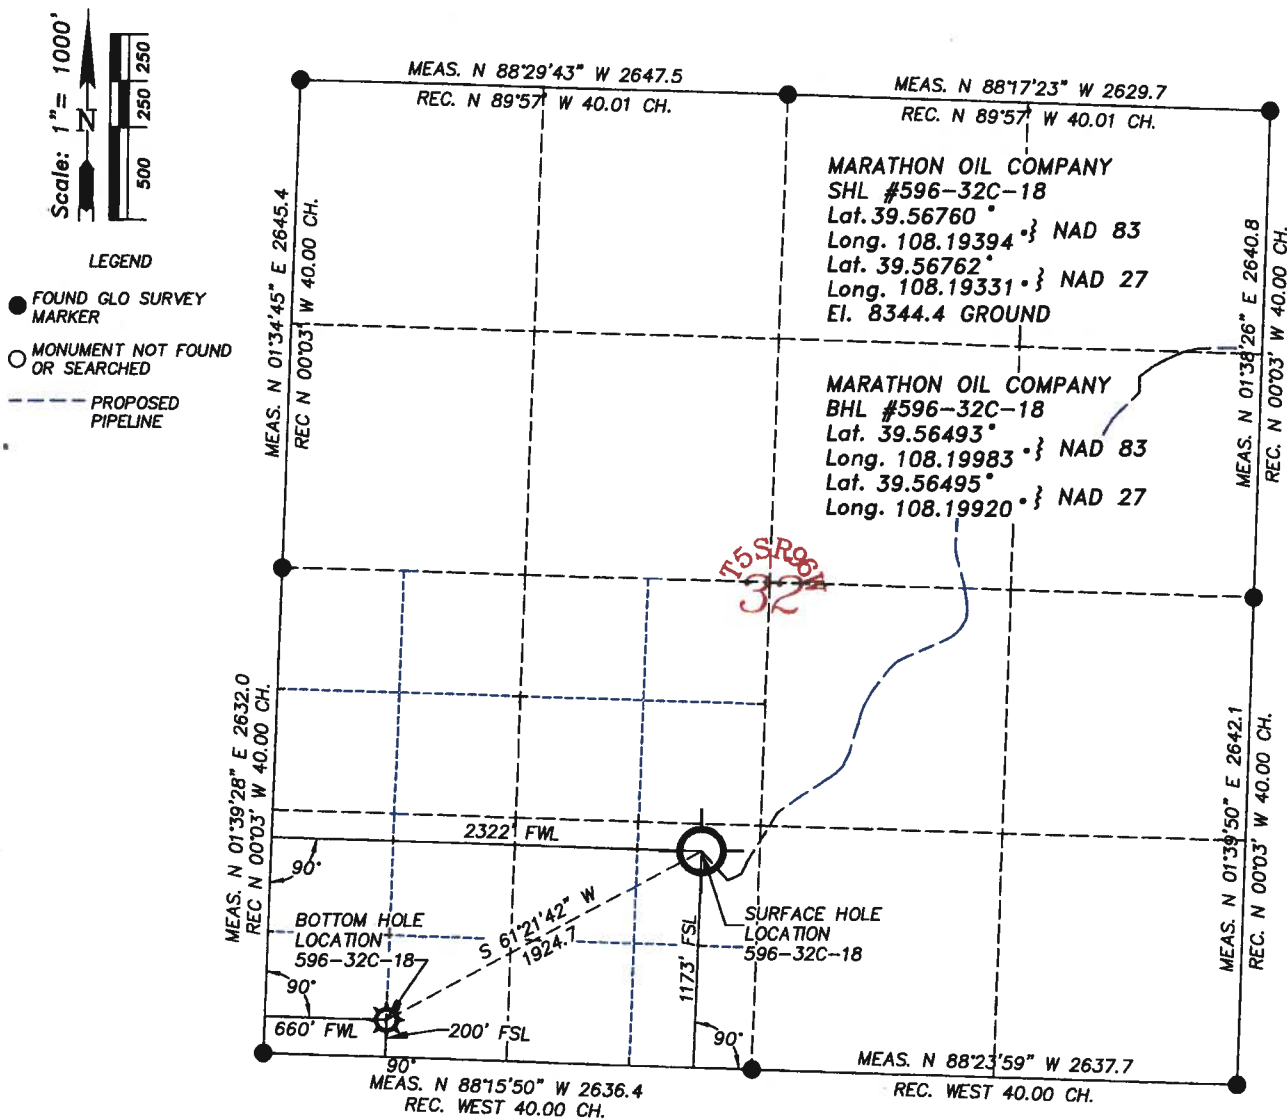 Scale: 1"= 1000'
N
500
250
250
LEGEND
FOUND GLO SURVEY
MARKER
MONUMENT NOT FOUND
OR SEARCHED
PROPOSED
PIPELINE
MEAS. N 88°29'43" W 2647.5
REC. N 89°57' W 40.01 CH.
MEAS. N 88°17'23" W 2629.7
REC. N 89°57' W 40.01 CH.
MEAS. N 01°34'45" E 2645.4
REC N 00°03' W 40.00 CH.
MARATHON OIL COMPANY
SHL #596-32C-18
Lat. 39.56760 °
Long. 108.19394 ° } NAD 83
Lat. 39.56762°
Long. 108.19331 ° } NAD 27
El. 8344.4 GROUND
MARATHON OIL COMPANY
BHL #596-32C-18
Lat. 39.56493°
Long. 108.19983 ° } NAD 83
Lat. 39.56495°
Long. 108.19920 ° } NAD 27
MEAS. N 01°38'26" E 2640.8
REC. N 00°03' W 40.00 CH.
T5SR96W
32
MEAS. N 01°39'28" E 2632.0
REC N 00°03' W 40.00 CH.
2322' FWL
90°
BOTTOM HOLE
LOCATION
596-32C-18
S 61°21'42" W
1924.7
1173' FSL
SURFACE HOLE
LOCATION
596-32C-18
90°
660' FWL
200' FSL
90°
90°
MEAS. N 01°39'50" E 2642.1
REC. N 00°03' W 40.00 CH.
MEAS. N 88°15'50" W 2636.4
REC. WEST 40.00 CH.
MEAS. N 88°23'59" W 2637.7
REC. WEST 40.00 CH.